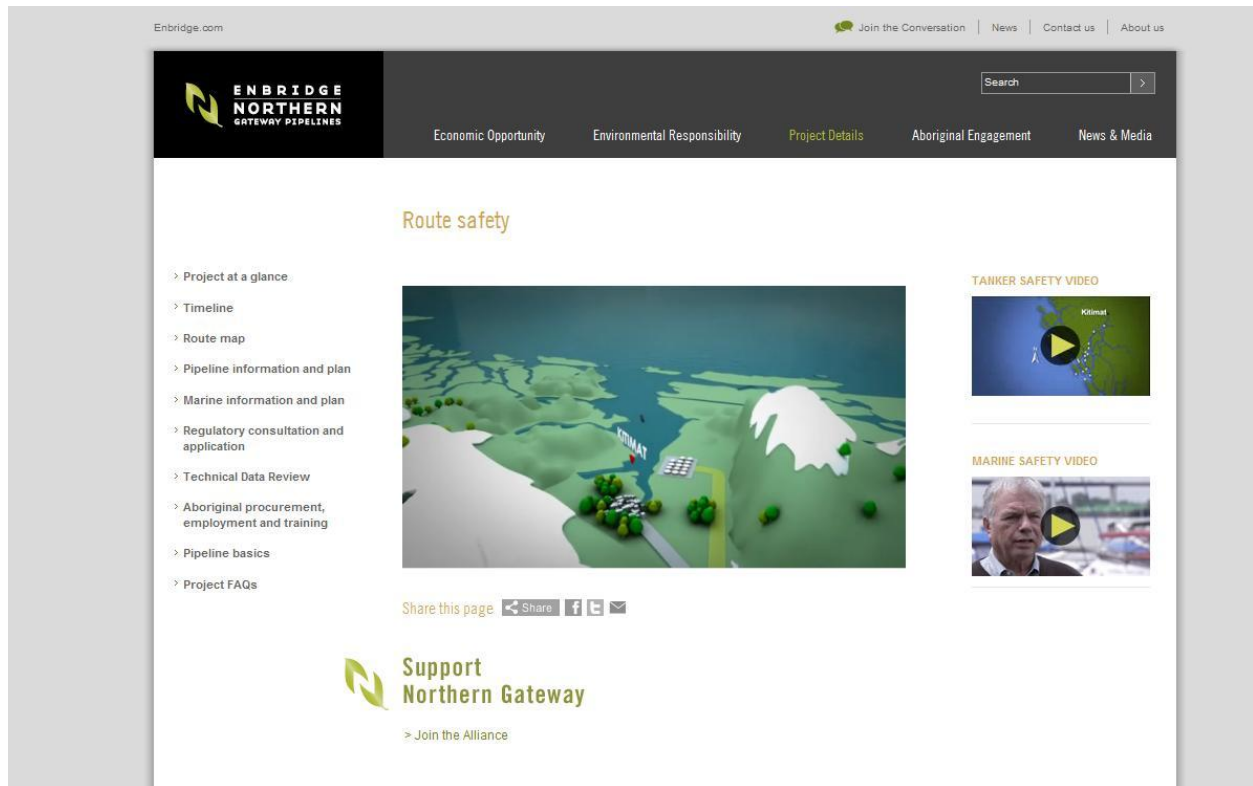 Enbridge.com
Join the Conversation | News | Contact us | About us
ENBRIDGE
NORTHERN
GATEWAY PIPELINES
Search >
Economic Opportunity Environmental Responsibility Project Details Aboriginal Engagement News & Media
Route safety
> Project at a glance
> Timeline
> Route map
> Pipeline information and plan
> Marine information and plan
> Regulatory consultation and
application
> Technical Data Review
> Aboriginal procurement,
employment and training
> Pipeline basics
> Project FAQs
KITIMAT
TANKER SAFETY VIDEO
Kitimat
N
MARINE SAFETY VIDEO
Share this page Share f t
Support
Northern Gateway
> Join the Alliance